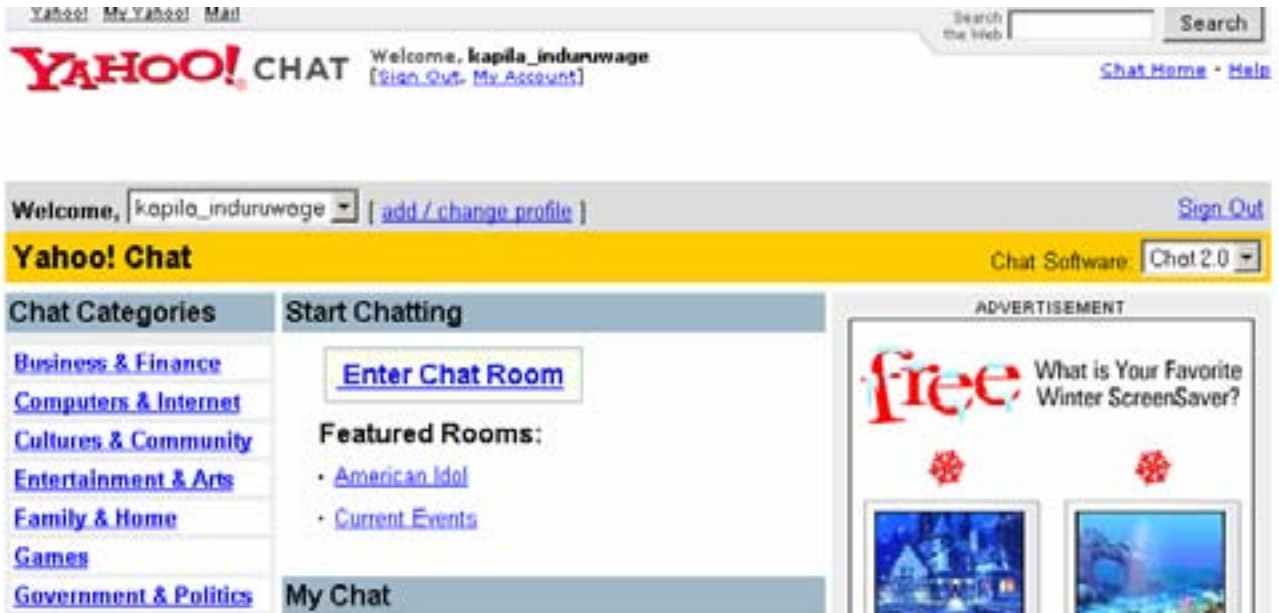 Yahoo! My Yahoo! Mail
Search the Web Search
YAHOO! CHAT
Welcome, kapila_induruwage
[Sign Out, My Account]
Chat Home - Help
Welcome, kapila_induruwage [ add / change profile ]
Sign Out
Yahoo! Chat
Chat Software: Chat 2.0
Chat Categories
Business & Finance
Computers & Internet
Cultures & Community
Entertainment & Arts
Family & Home
Games
Government & Politics
Start Chatting
Enter Chat Room
Featured Rooms:
· American Idol
· Current Events
My Chat
ADVERTISEMENT
free
What is Your Favorite
Winter ScreenSaver?